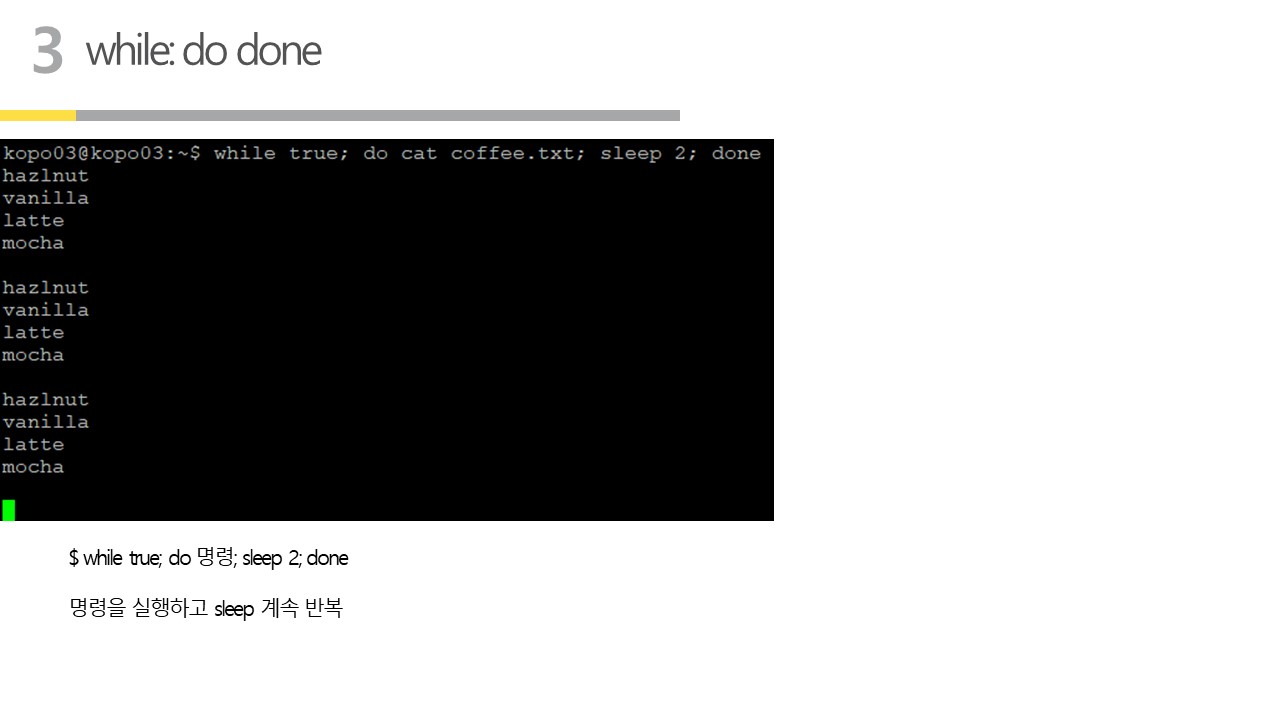 3 while: do done
kopo03@kopo03:~$ while true; do cat coffee.txt; sleep 2; done
hazlnut
vanilla
latte
mocha
hazlnut
vanilla
latte
mocha
hazlnut
vanilla
latte
mocha
$ while true; do 명령; sleep 2; done
명령을 실행하고 sleep 계속 반복